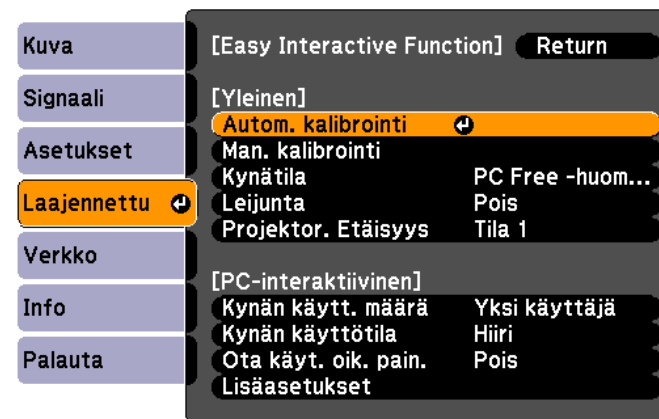 Kuva
Signaali
Asetukset
Laajennettu
Verkko
Info
Palauta
[Easy Interactive Function] Return
[Yleinen]
Autom. kalibrointi
Man. kalibrointi
Kynätila PC Free -huom...
Leijunta Pois
Projektor. Etäisyys Tila 1
[PC-interaktiivinen]
Kynän käytt. määrä Yksi käyttäjä
Kynän käyttötila Hiiri
Ota käyt. oik. pain. Pois
Lisäasetukset